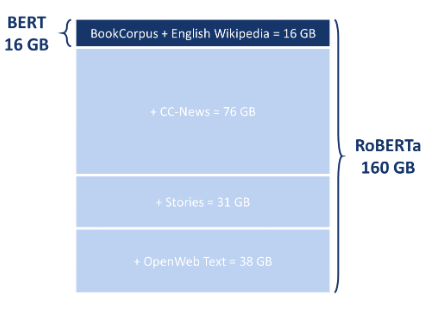 BERT
16 GB
BookCorpus + English Wikipedia = 16 GB
+ CC-News = 76 GB
RoBERTa
160 GB
+ Stories = 31 GB
+ OpenWeb Text = 38 GB